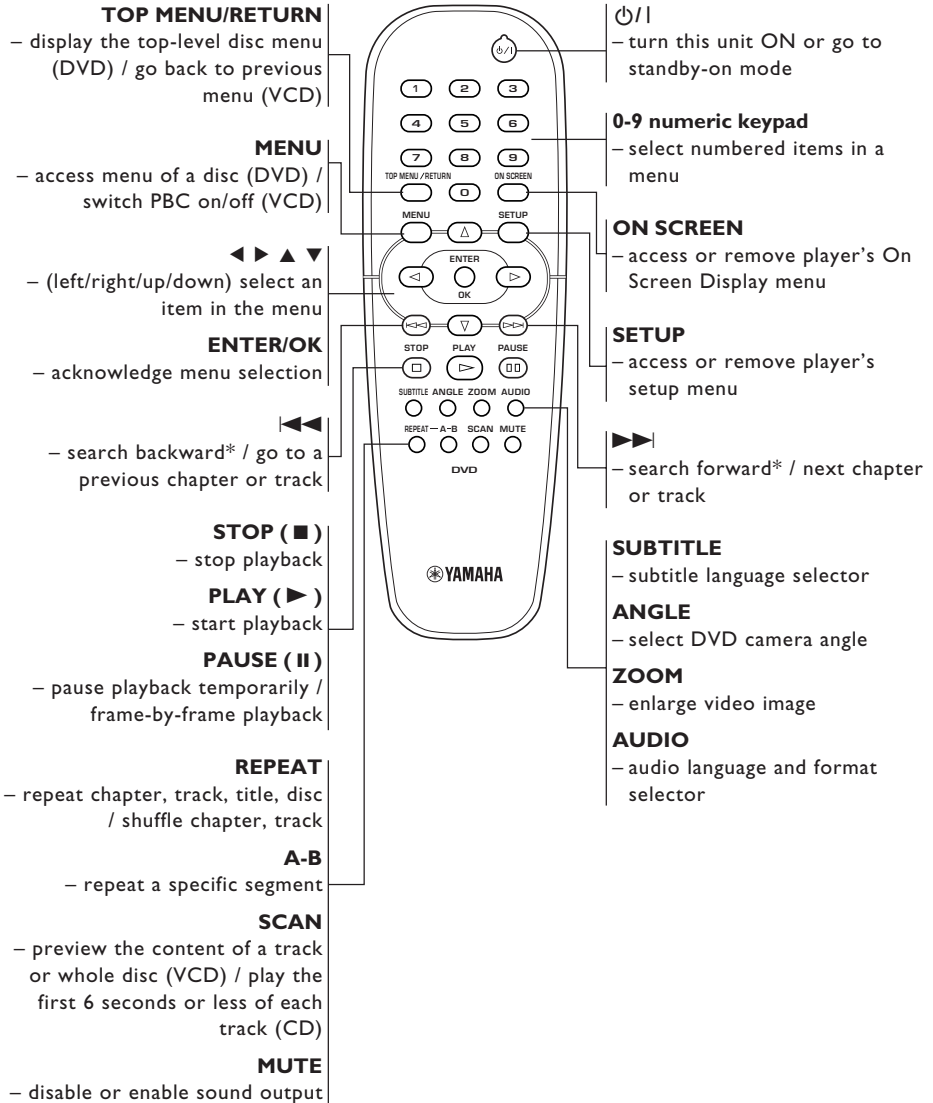 TOP MENU/RETURN
– display the top-level disc menu
(DVD) / go back to previous
menu (VCD)
MENU
– access menu of a disc (DVD) /
switch PBC on/off (VCD)
◀ ▶ ▲ ▼
– (left/right/up/down) select an
item in the menu
ENTER/OK
– acknowledge menu selection
|◀◀
– search backward* / go to a
previous chapter or track
STOP ( ■ )
– stop playback
PLAY ( ▶ )
– start playback
PAUSE ( II )
– pause playback temporarily /
frame-by-frame playback
REPEAT
– repeat chapter, track, title, disc
/ shuffle chapter, track
A-B
– repeat a specific segment
SCAN
– preview the content of a track
or whole disc (VCD) / play the
first 6 seconds or less of each
track (CD)
MUTE
– disable or enable sound output
⏻/I
1 2 3
4 5 6
7 8 9
TOP MENU /RETURN 0 ON SCREEN
MENU SETUP
ENTER
OK
STOP PLAY PAUSE
SUBTITLE ANGLE ZOOM AUDIO
REPEAT — A-B SCAN MUTE
DVD
YAMAHA
⏻/I
– turn this unit ON or go to
standby-on mode
0-9 numeric keypad
– select numbered items in a
menu
ON SCREEN
– access or remove player's On
Screen Display menu
SETUP
– access or remove player's
setup menu
▶▶|
– search forward* / next chapter
or track
SUBTITLE
– subtitle language selector
ANGLE
– select DVD camera angle
ZOOM
– enlarge video image
AUDIO
– audio language and format
selector